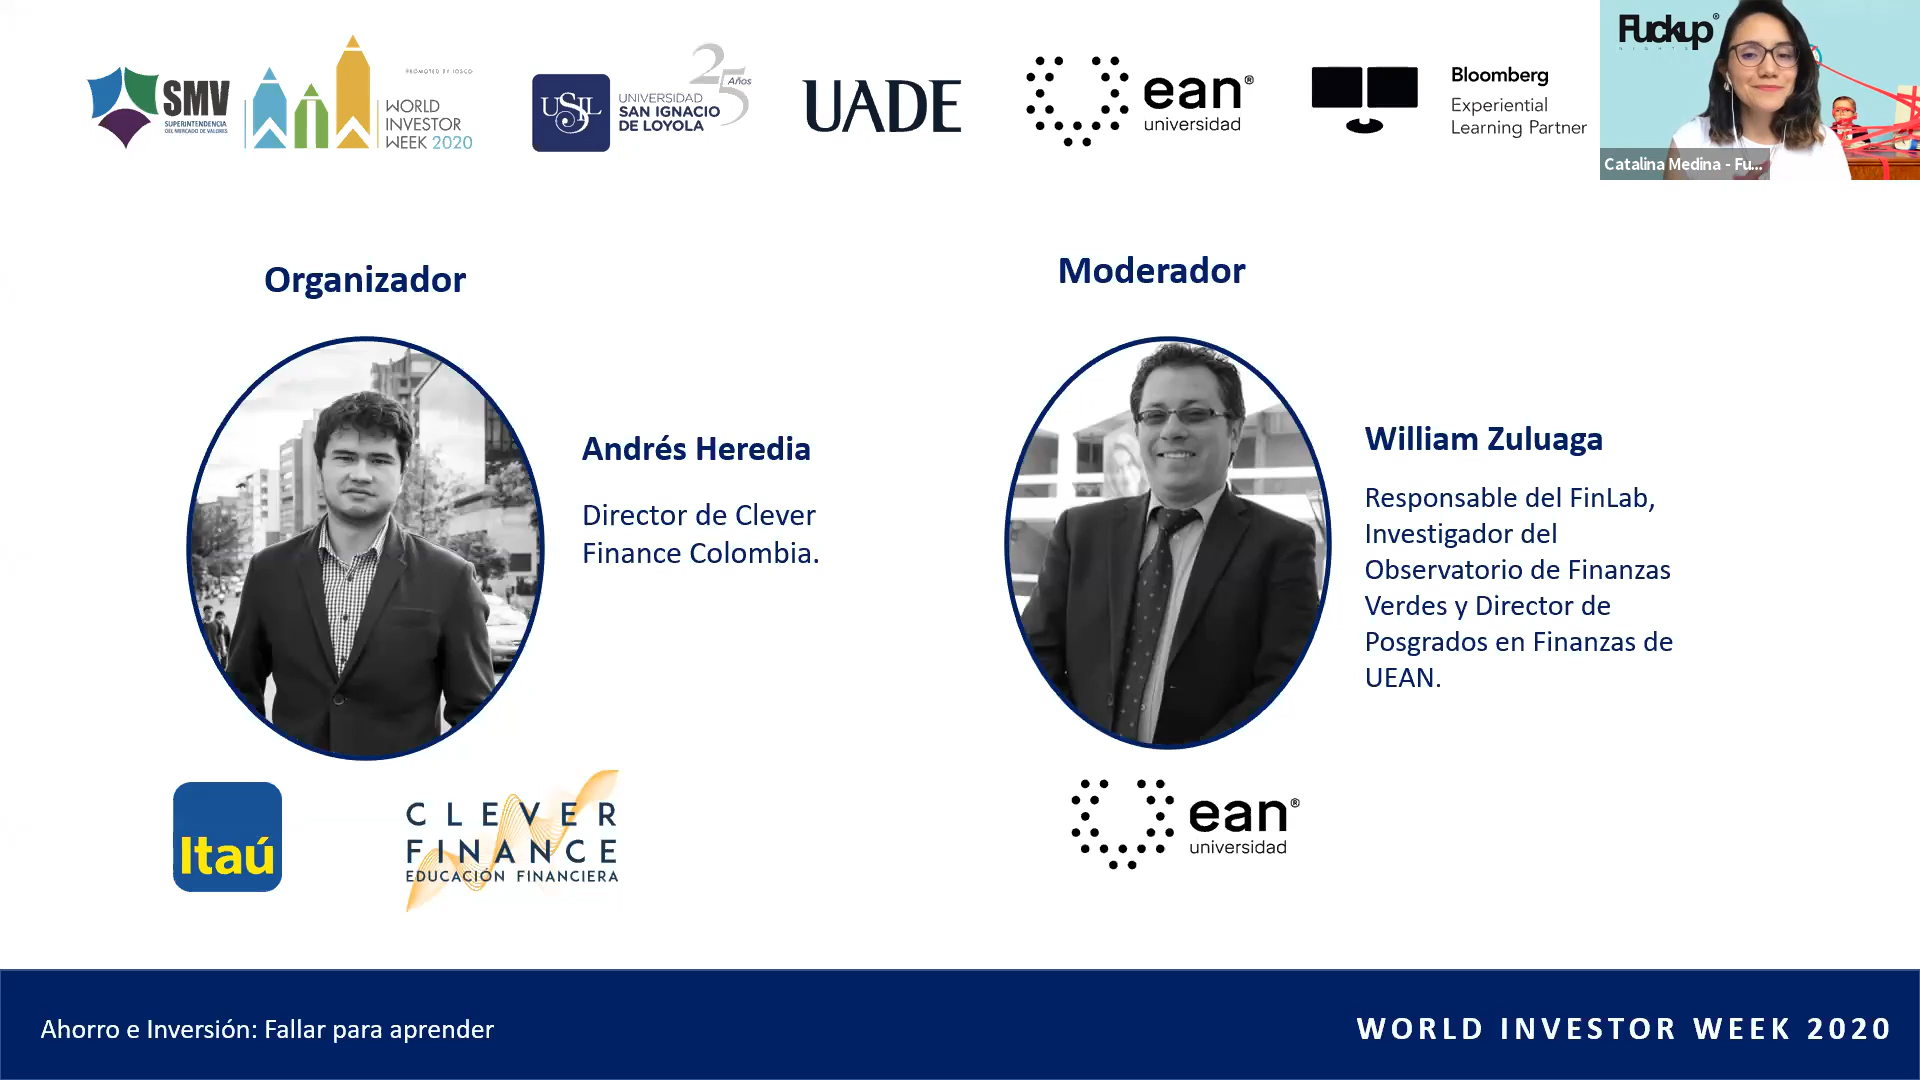 SMV
SUPERINTENDENCIA
DEL MERCADO DE VALORES
PROMOTED BY IOSCO
WORLD
INVESTOR
WEEK 2020
USIL
UNIVERSIDAD
SAN IGNACIO
DE LOYOLA
25
Años
UADE
ean®
universidad
Bloomberg
Experiential
Learning Partner
Fuckup®
NIGHTS
Catalina Medina - Fu...
Organizador
Moderador
Andrés Heredia
Director de Clever
Finance Colombia.
William Zuluaga
Responsable del FinLab,
Investigador del
Observatorio de Finanzas
Verdes y Director de
Posgrados en Finanzas de
UEAN.
Itaú
CLEVER
FINANCE
EDUCACIÓN FINANCIERA
ean®
universidad
Ahorro e Inversión: Fallar para aprender
WORLD INVESTOR WEEK 2020